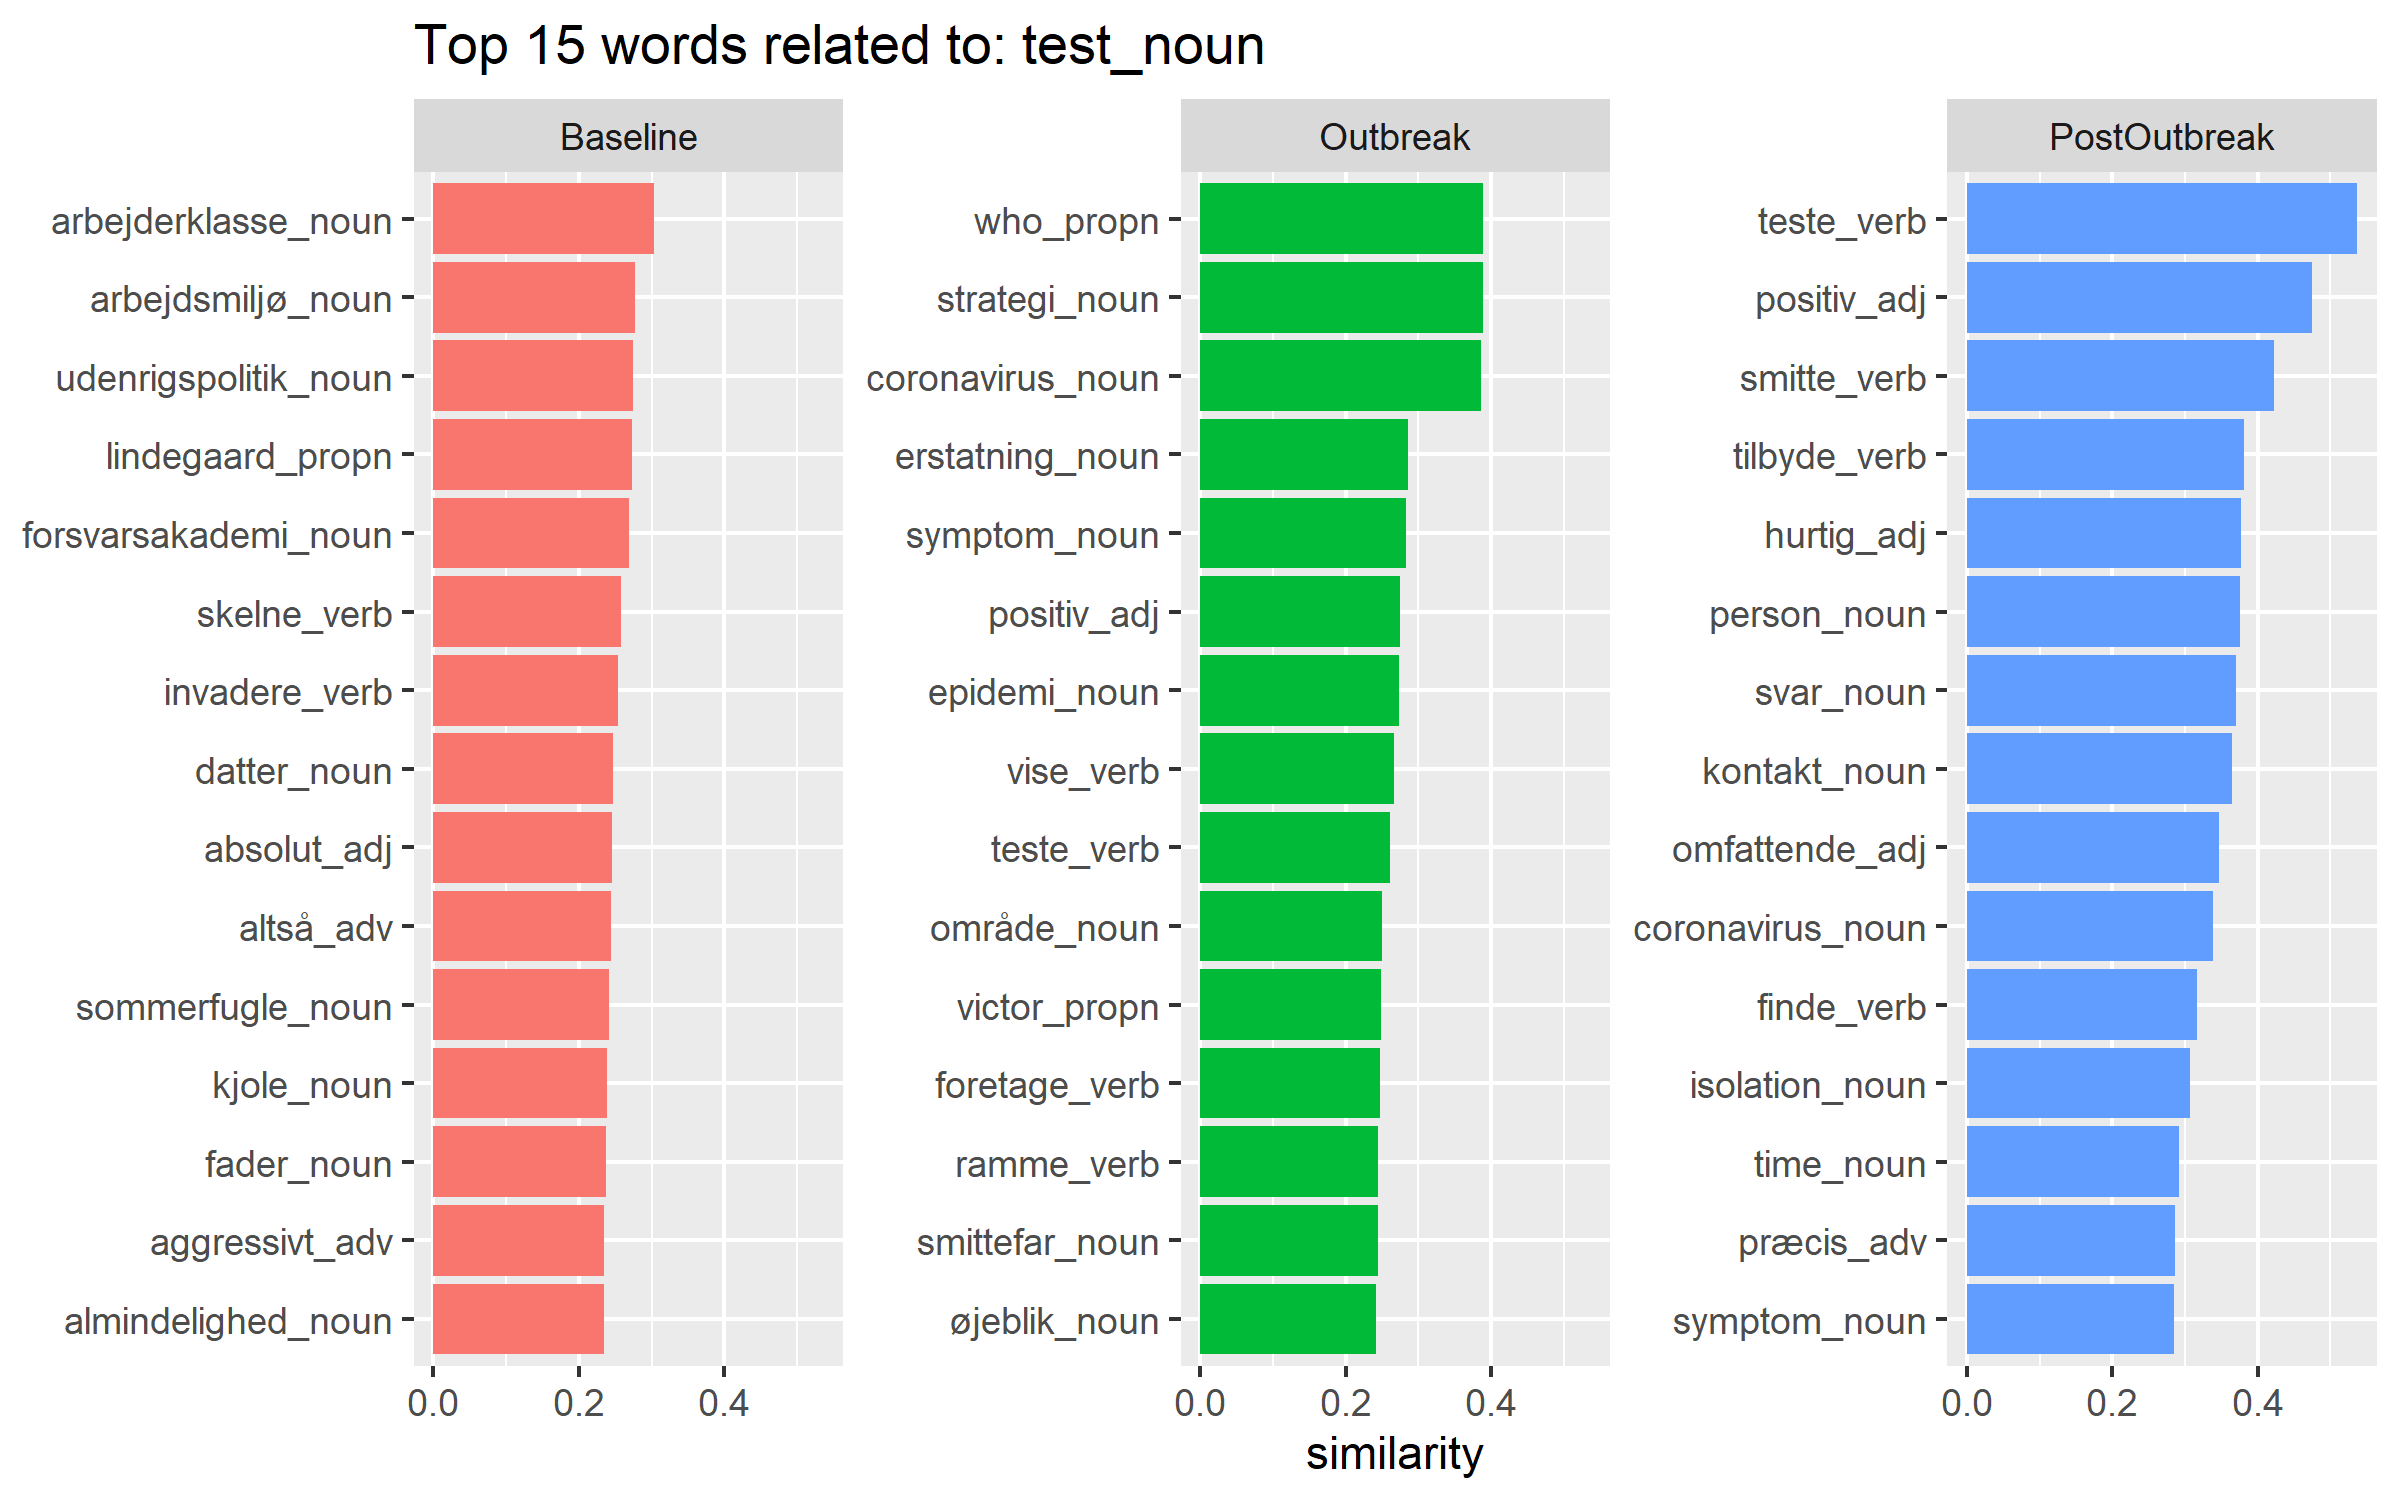 Top 15 words related to: test_noun
Baseline
arbejderklasse_noun
arbejdsmiljø_noun
udenrigspolitik_noun
lindegaard_propn
forsvarsakademi_noun
skelne_verb
invadere_verb
datter_noun
absolut_adj
altså_adv
sommerfugle_noun
kjole_noun
fader_noun
aggressivt_adv
almindelighed_noun
0.0 0.2 0.4
Outbreak
who_propn
strategi_noun
coronavirus_noun
erstatning_noun
symptom_noun
positiv_adj
epidemi_noun
vise_verb
teste_verb
område_noun
victor_propn
foretage_verb
ramme_verb
smittefar_noun
øjeblik_noun
0.0 0.2 0.4
PostOutbreak
teste_verb
positiv_adj
smitte_verb
tilbyde_verb
hurtig_adj
person_noun
svar_noun
kontakt_noun
omfattende_adj
coronavirus_noun
finde_verb
isolation_noun
time_noun
præcis_adv
symptom_noun
0.0 0.2 0.4
similarity